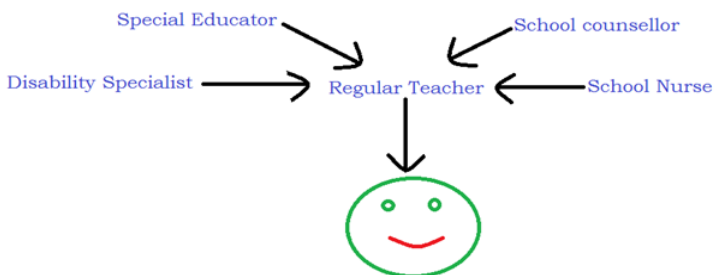 Special Educator
School counsellor
Disability Specialist
Regular Teacher
School Nurse